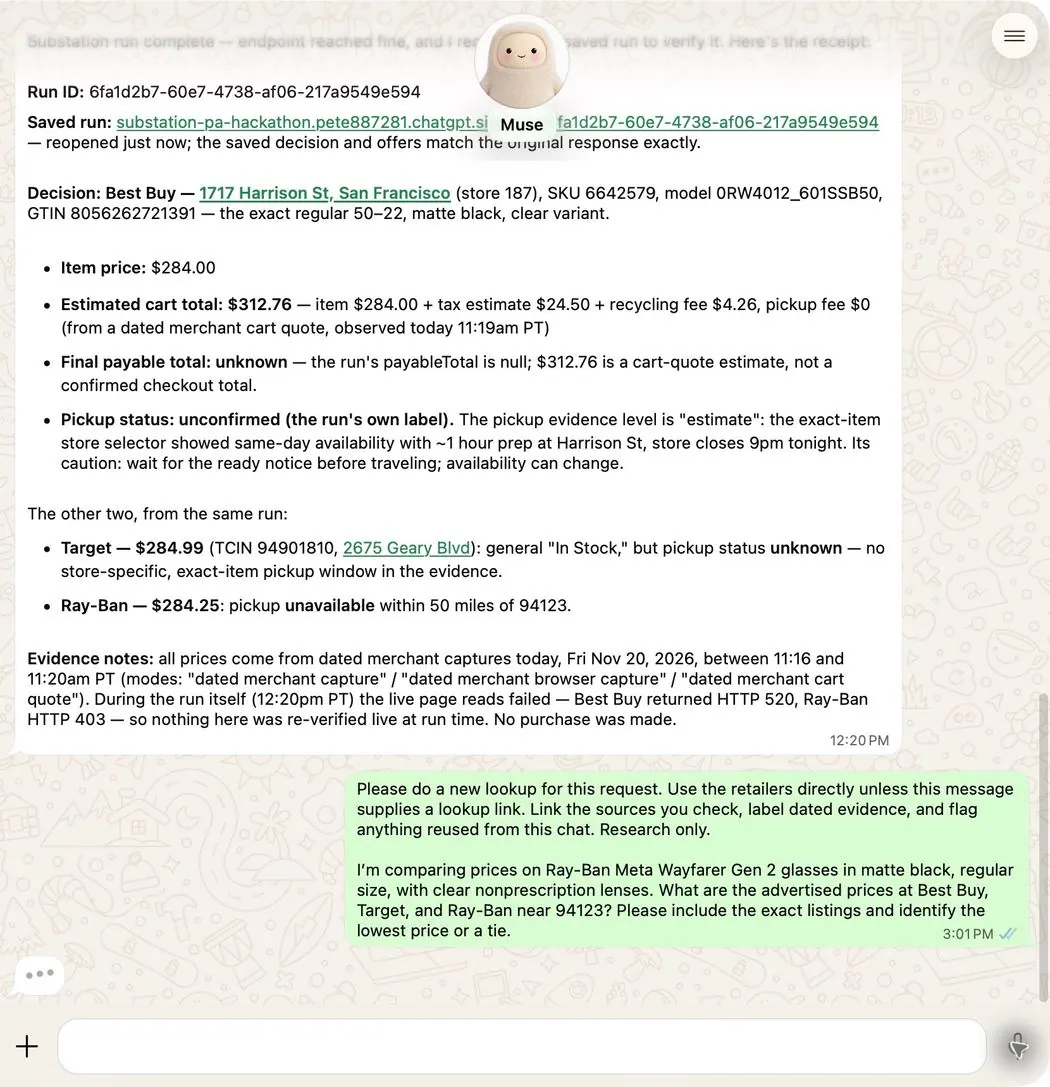 Substation run complete — endpoint reached fine, and I saved run to verify it. Here's the receipt:
Muse
Run ID: 6fa1d2b7-60e7-4738-af06-217a9549e594
Saved run: substation-pa-hackathon.pete887281.chatgpt.si fa1d2b7-60e7-4738-af06-217a9549e594
— reopened just now; the saved decision and offers match the original response exactly.
Decision: Best Buy — 1717 Harrison St, San Francisco (store 187), SKU 6642579, model 0RW4012_601SSB50,
GTIN 8056262721391 — the exact regular 50–22, matte black, clear variant.
• Item price: $284.00
• Estimated cart total: $312.76 — item $284.00 + tax estimate $24.50 + recycling fee $4.26, pickup fee $0
(from a dated merchant cart quote, observed today 11:19am PT)
• Final payable total: unknown — the run's payableTotal is null; $312.76 is a cart-quote estimate, not a
confirmed checkout total.
• Pickup status: unconfirmed (the run's own label). The pickup evidence level is "estimate": the exact-item
store selector showed same-day availability with ~1 hour prep at Harrison St, store closes 9pm tonight. Its
caution: wait for the ready notice before traveling; availability can change.
The other two, from the same run:
• Target — $284.99 (TCIN 94901810, 2675 Geary Blvd): general "In Stock," but pickup status unknown — no
store-specific, exact-item pickup window in the evidence.
• Ray-Ban — $284.25: pickup unavailable within 50 miles of 94123.
Evidence notes: all prices come from dated merchant captures today, Fri Nov 20, 2026, between 11:16 and
11:20am PT (modes: "dated merchant capture" / "dated merchant browser capture" / "dated merchant cart
quote"). During the run itself (12:20pm PT) the live page reads failed — Best Buy returned HTTP 520, Ray-Ban
HTTP 403 — so nothing here was re-verified live at run time. No purchase was made.
12:20 PM
Please do a new lookup for this request. Use the retailers directly unless this message
supplies a lookup link. Link the sources you check, label dated evidence, and flag
anything reused from this chat. Research only.
I'm comparing prices on Ray-Ban Meta Wayfarer Gen 2 glasses in matte black, regular
size, with clear nonprescription lenses. What are the advertised prices at Best Buy,
Target, and Ray-Ban near 94123? Please include the exact listings and identify the
lowest price or a tie.
3:01 PM